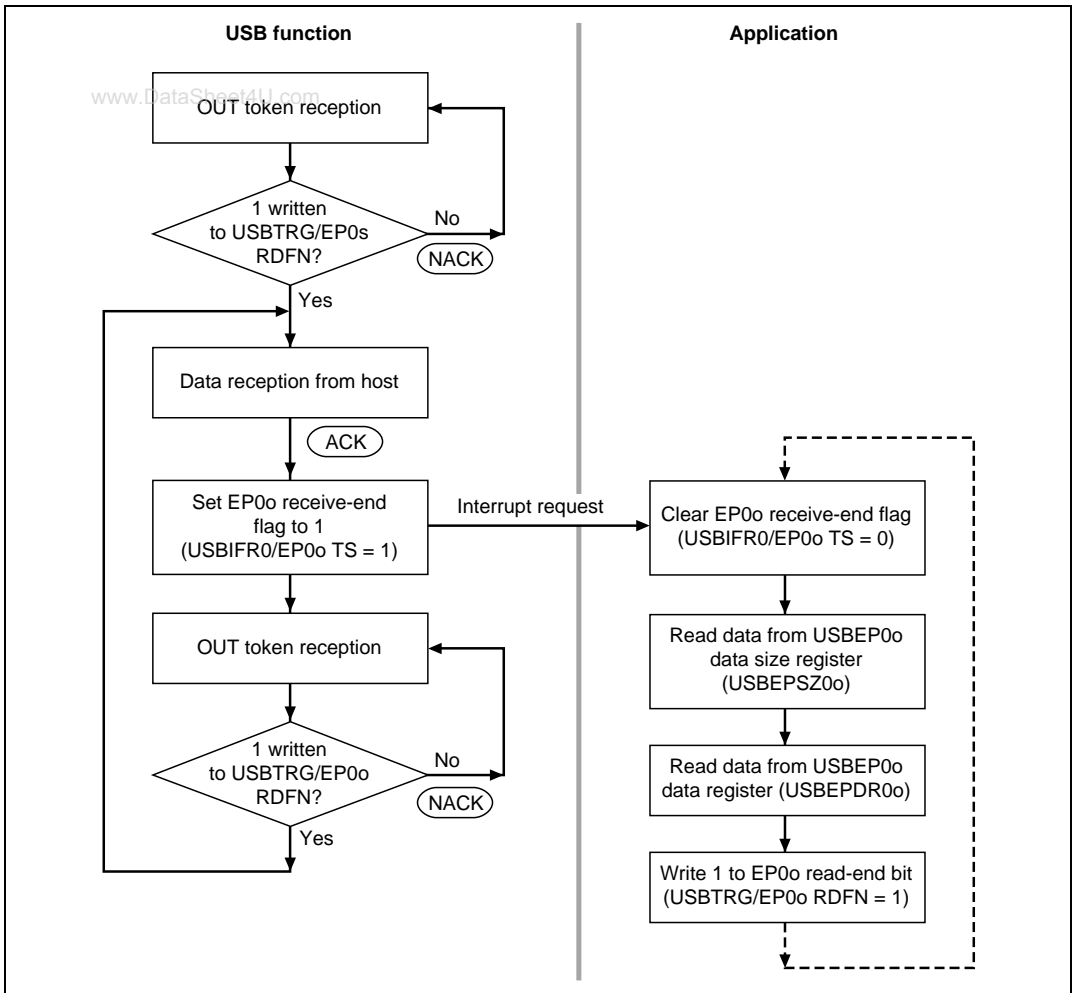 USB function
Application
www.DataSheet4U.com
OUT token reception
1 written
to USBTRG/EP0s
RDFN?
No
NACK
Yes
Data reception from host
ACK
Set EP0o receive-end
flag to 1
(USBIFR0/EP0o TS = 1)
Interrupt request
OUT token reception
1 written
to USBTRG/EP0o
RDFN?
No
NACK
Yes
Clear EP0o receive-end flag
(USBIFR0/EP0o TS = 0)
Read data from USBEP0o
data size register
(USBEPSZ0o)
Read data from USBEP0o
data register (USBEPDR0o)
Write 1 to EP0o read-end bit
(USBTRG/EP0o RDFN = 1)